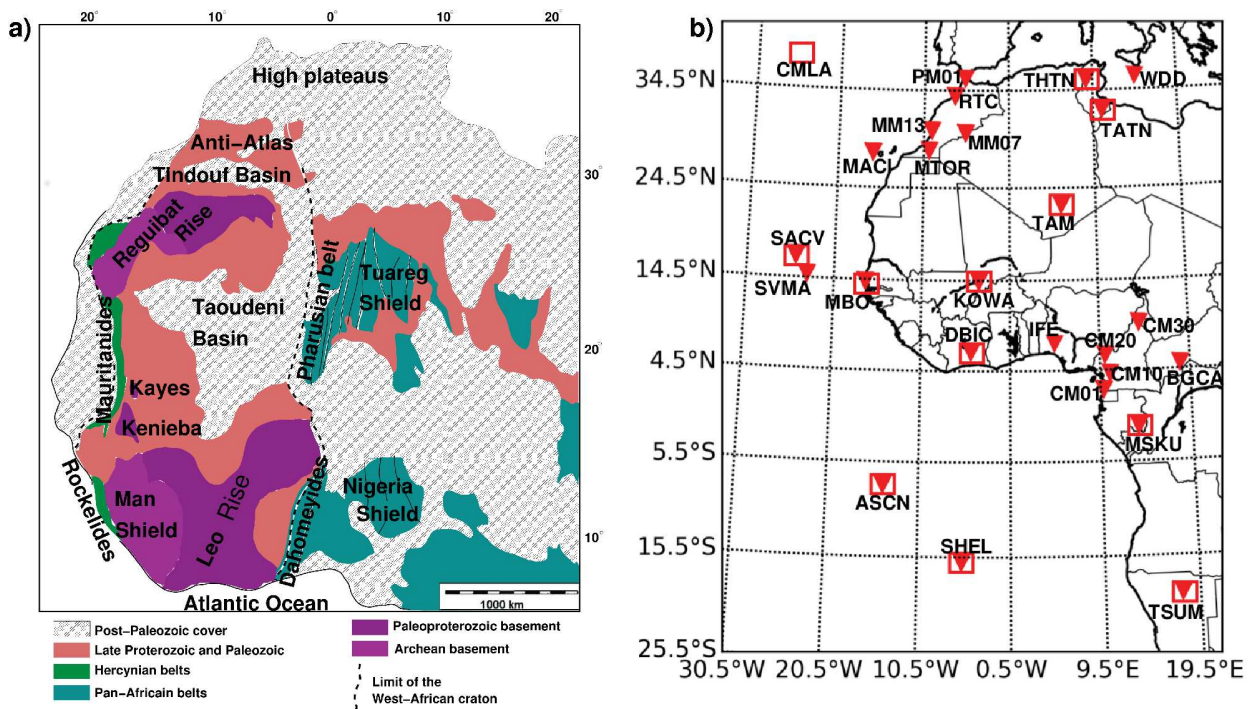 a)
20°
10°
0°
10°
20°
High plateaus
Anti-Atlas
Tindouf Basin
30°
Reguibat
Rise
Pharusian belt
Tuareg
Shield
Taoudeni
Basin
Mauritanides
20°
Kayes
Kenieba
Rockelides
Man
Shield
Leo Rise
Dahomeyides
Nigeria
Shield
10°
1000 km
Atlantic Ocean
Post-Paleozoic cover
Late Proterozoic and Paleozoic
Hercynian belts
Pan-Africain belts
Paleoproterozoic basement
Archean basement
Limit of the
West-African craton
b)
CMLA
34.5°N
PM01
RTC
THTN
WDD
TATN
MM13
MM07
MACI
MTOR
24.5°N
TAM
SACV
14.5°N
SVMA
MBO
KOWA
DBIC
IFE
CM30
CM20
4.5°N
CM10
BGCA
CM01
MSKU
5.5°S
ASCN
SHEL
15.5°S
TSUM
25.5°S
30.5°W
20.5°W
10.5°W
0.5°W
9.5°E
19.5°E